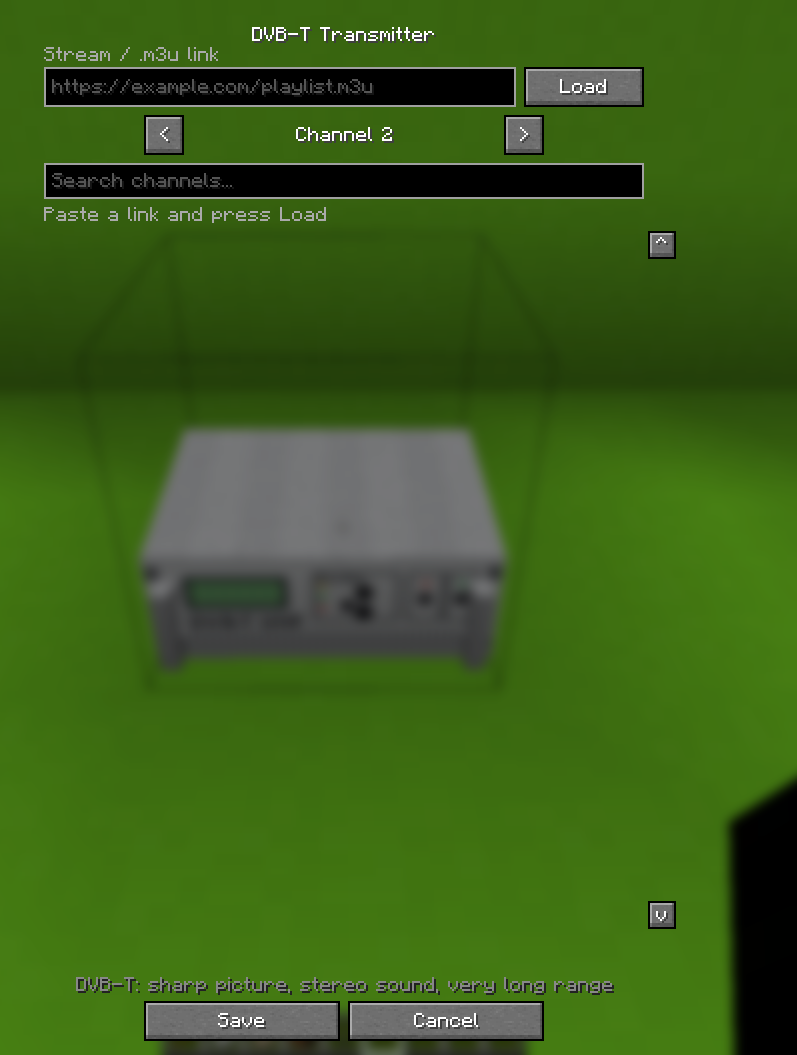 DVB-T Transmitter
Stream / .m3u link
https://example.com/playlist.m3u
Load
<
Channel 2
>
Search channels...
Paste a link and press Load
^
v
DVB-T: sharp picture, stereo sound, very long range
Save
Cancel